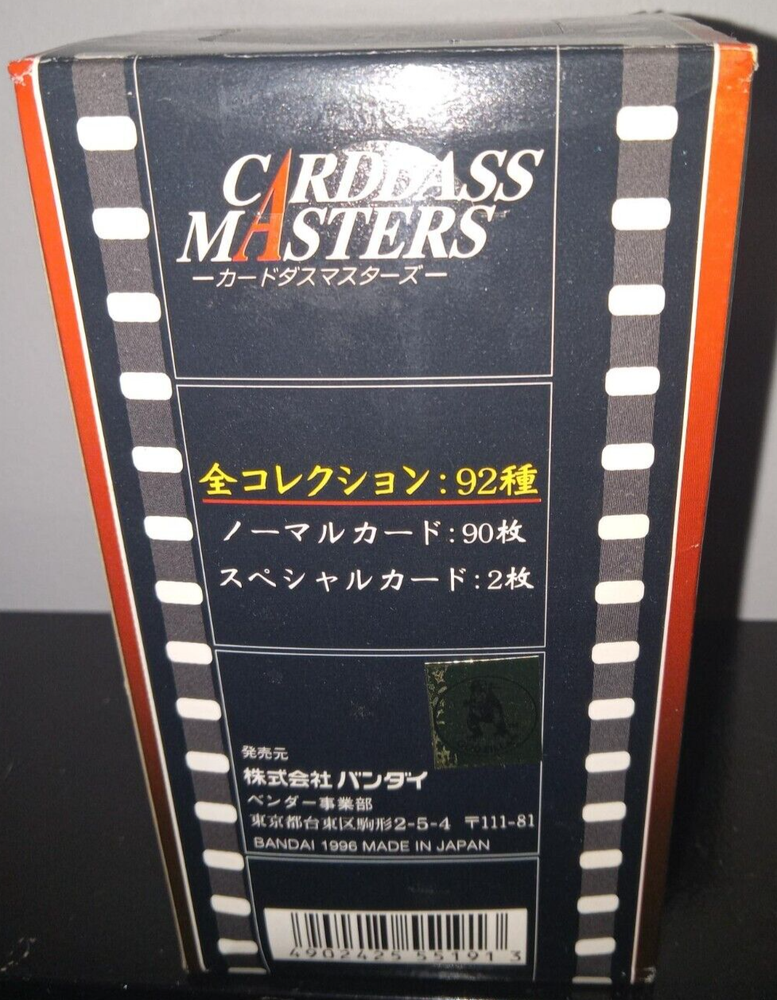 CARDDASS
MASTERS
ーカードダスマスターズー
全コレクション:92種
ノーマルカード:90枚
スペシャルカード:2枚
発売元
株式会社 バンダイ
ベンダー事業部
東京都台東区駒形2-5-4 〒111-81
BANDAI 1996 MADE IN JAPAN
4902425 551913